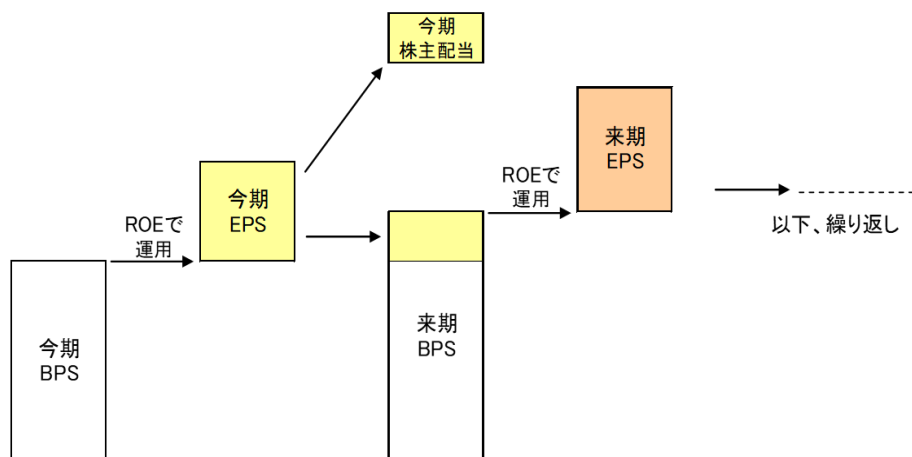 今期
株主配当
来期
EPS
ROEで
運用
今期
EPS
ROEで
運用
以下、繰り返し
今期
BPS
来期
BPS